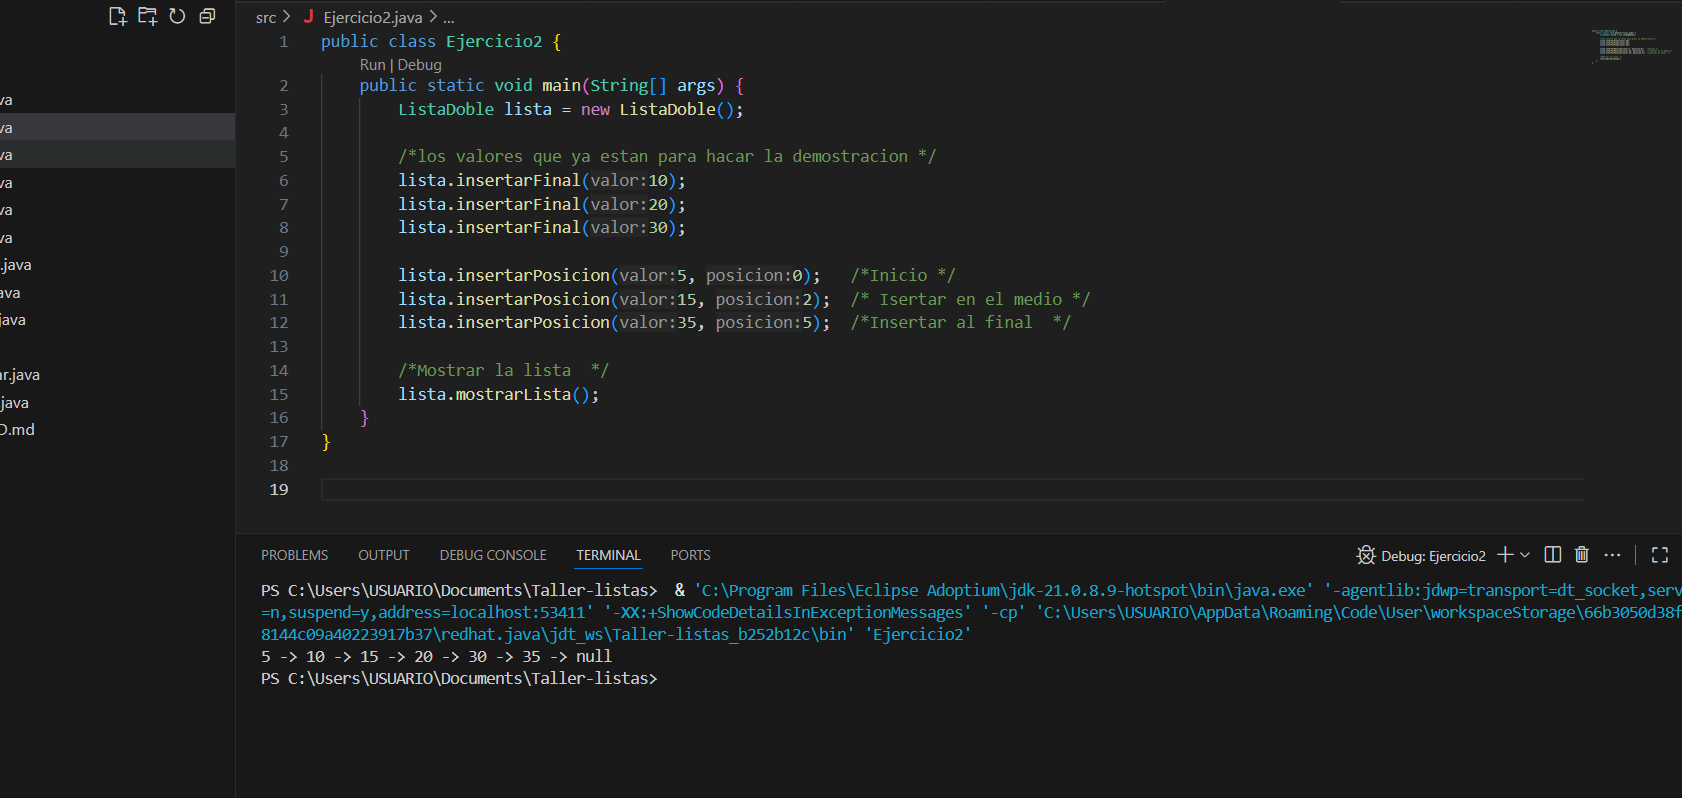 src > J Ejercicio2.java > ...
va
va
va
va
va
va
.java
ava
java
ar.java
java
D.md
1 public class Ejercicio2 {
Run | Debug
2 public static void main(String[] args) {
3 ListaDoble lista = new ListaDoble();
4
5 /*los valores que ya estan para hacar la demostracion */
6 lista.insertarFinal(valor:10);
7 lista.insertarFinal(valor:20);
8 lista.insertarFinal(valor:30);
9
10 lista.insertarPosicion(valor:5, posicion:0); /*Inicio */
11 lista.insertarPosicion(valor:15, posicion:2); /* Isertar en el medio */
12 lista.insertarPosicion(valor:35, posicion:5); /*Insertar al final */
13
14 /*Mostrar la lista */
15 lista.mostrarLista();
16 }
17 }
18
19
PROBLEMS OUTPUT DEBUG CONSOLE TERMINAL PORTS Debug: Ejercicio2
PS C:\Users\USUARIO\Documents\Taller-listas> & 'C:\Program Files\Eclipse Adoptium\jdk-21.0.8.9-hotspot\bin\java.exe' '-agentlib:jdwp=transport=dt_socket,serv
=n,suspend=y,address=localhost:53411' '-XX:+ShowCodeDetailsInExceptionMessages' '-cp' 'C:\Users\USUARIO\AppData\Roaming\Code\User\workspaceStorage\66b3050d38f
8144c09a40223917b37\redhat.java\jdt_ws\Taller-listas_b252b12c\bin' 'Ejercicio2'
5 -> 10 -> 15 -> 20 -> 30 -> 35 -> null
PS C:\Users\USUARIO\Documents\Taller-listas>